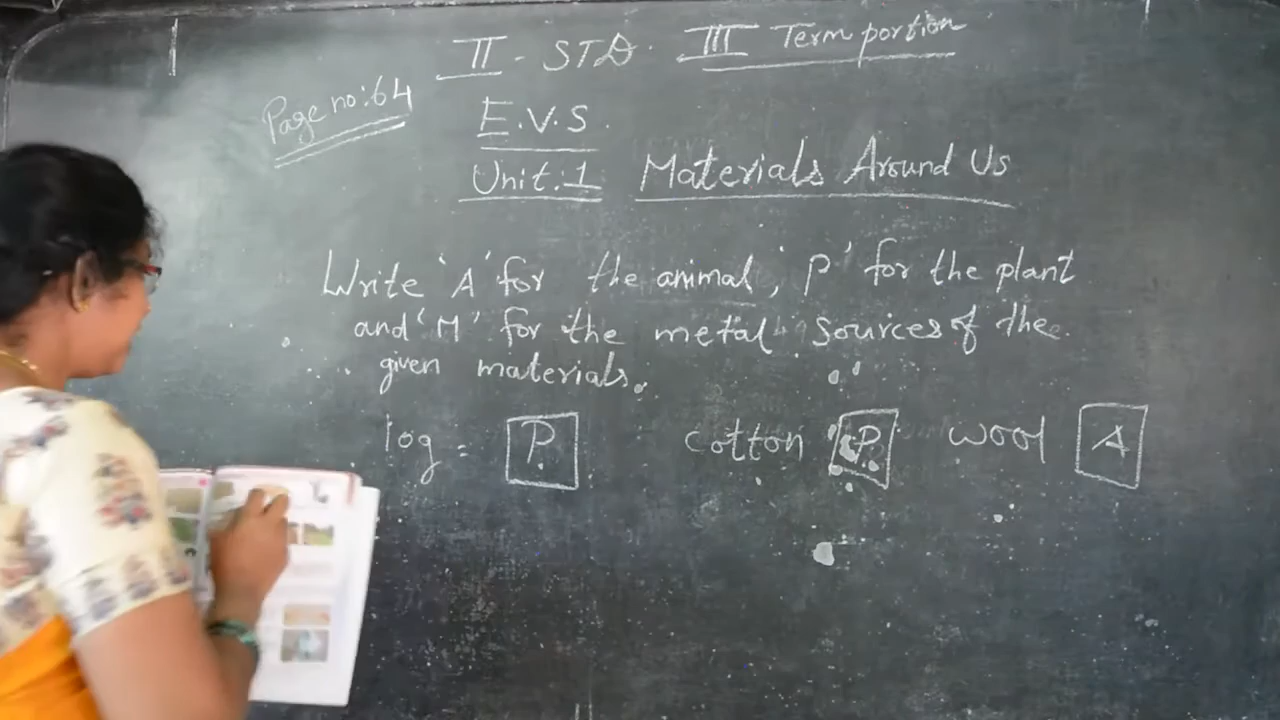 II - STD. III Term portion
Page no:64
E.V.S.
Unit:1 Materials Around Us
Write 'A' for the animal, 'P' for the plant
and 'M' for the metal sources of the
given materials.
log = P cotton P wool A